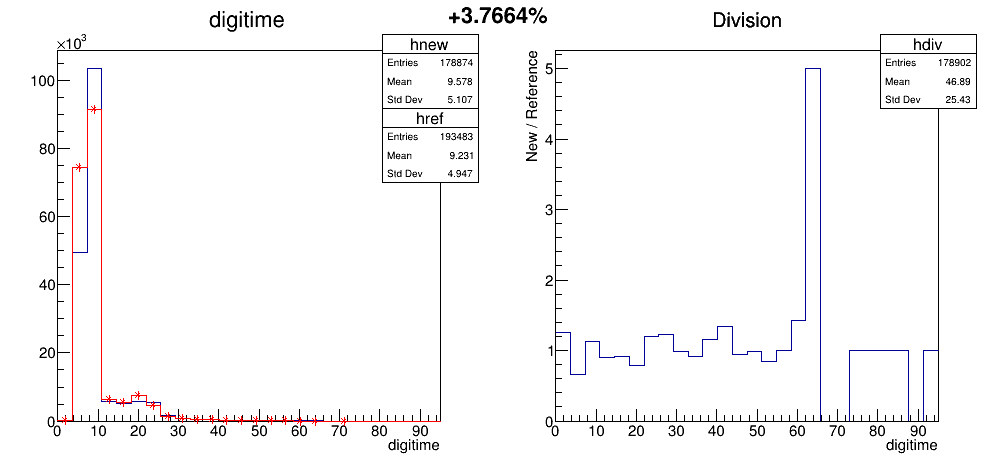 +3.7664%
digitime
×10³
hnew
Entries 178874
Mean 9.578
Std Dev 5.107
href
Entries 193483
Mean 9.231
Std Dev 4.947
100
80
60
40
20
0
0 10 20 30 40 50 60 70 80 90
digitime
Division
hdiv
Entries 178902
Mean 46.89
Std Dev 25.43
New / Reference
5
4
3
2
1
0
0 10 20 30 40 50 60 70 80 90
digitime